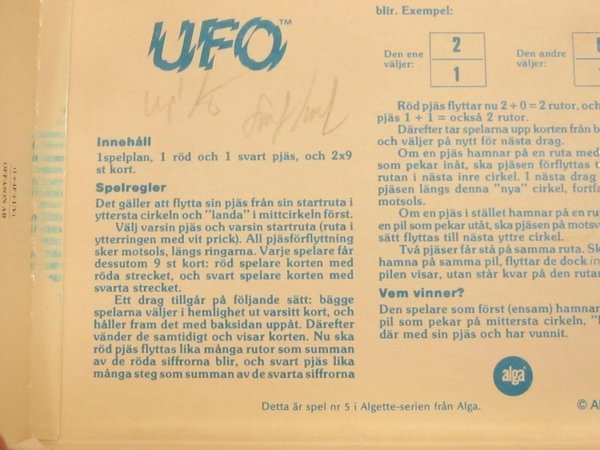 UFO™
Innehåll
1spelplan, 1 röd och 1 svart pjäs, och 2x9
st kort.
Spelregler
Det gäller att flytta sin pjäs från sin startruta i
yttersta cirkeln och "landa" i mittcirkeln först.
Välj varsin pjäs och varsin startruta (ruta i
ytterringen med vit prick). All pjäsförflyttning
sker motsols, längs ringarna. Varje spelare får
dessutom 9 st kort: röd spelare korten med
röda strecket, och svart spelare korten med
svarta strecket.
Ett drag tillgår på följande sätt: bägge
spelarna väljer i hemlighet ut varsitt kort, och
håller fram det med baksidan uppåt. Därefter
vänder de samtidigt och visar korten. Nu ska
röd pjäs flyttas lika många rutor som summan
av de röda siffrorna blir, och svart pjäs lika
många steg som summan av de svarta siffrorna
blir. Exempel:
Den ene
väljer:
2
1
Den andre
väljer:
Röd pjäs flyttar nu 2 + 0 = 2 rutor, och
pjäs 1 + 1 = också 2 rutor.
Därefter tar spelarna upp korten från b
och väljer på nytt för nästa drag.
Om en pjäs hamnar på en ruta med
som pekar inåt, ska pjäsen förflyttas t
rutan i nästa inre cirkel. I nästa drag
pjäsen längs denna "nya" cirkel, fortfa
motsols.
Om en pjäs i stället hamnar på en ru
en pil som pekar utåt, ska pjäsen på motsv
sätt flyttas till nästa yttre cirkel.
Två pjäser får stå på samma ruta. Sk
hamna på samma pil, flyttar de dock in
pilen visar, utan står kvar på den rutan
Vem vinner?
Den spelare som först (ensam) hamnar
pil som pekar på mittersta cirkeln, "l
där med sin pjäs och har vunnit.
alga
Detta är spel nr 5 i Algette-serien från Alga.
© Al